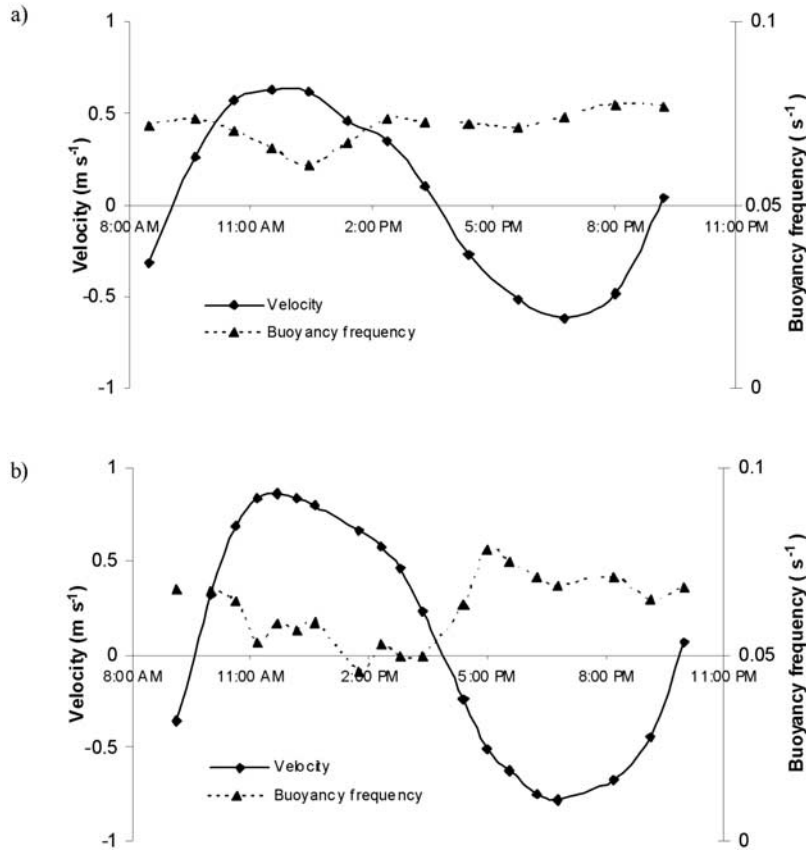 a)
1
0.1
0.5
Velocity (m s-1)
0
0.05
8:00 AM 11:00 AM 2:00 PM 5:00 PM 8:00 PM 11:00 PM
Buoyancy frequency ( s-1)
-0.5
Velocity
Buoyancy frequency
-1
0
b)
1
0.1
0.5
Velocity (m s-1)
0
0.05
8:00 AM 11:00 AM 2:00 PM 5:00 PM 8:00 PM 11:00 PM
Buoyancy frequency ( s-1)
-0.5
Velocity
Buoyancy frequency
-1
0